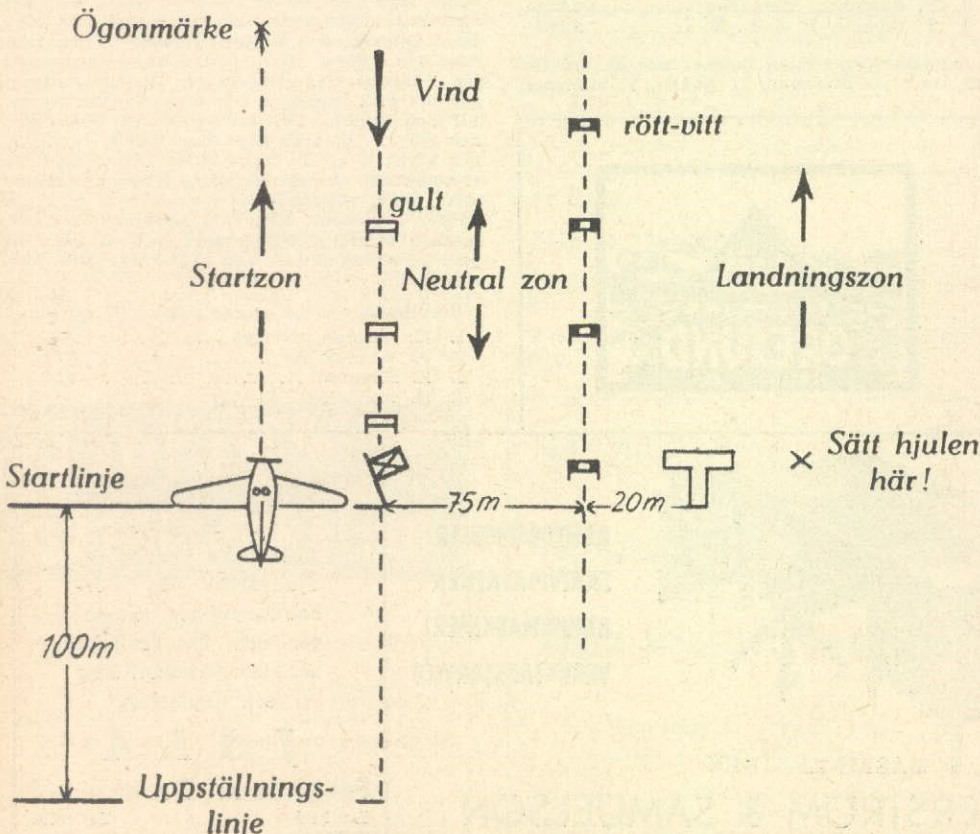 Ögonmärke
Vind
rött-vitt
gult
Startzon
Neutral zon
Landningszon
Sätt hjulen
här!
Startlinje
75m
20m
100m
Uppställnings-
linje